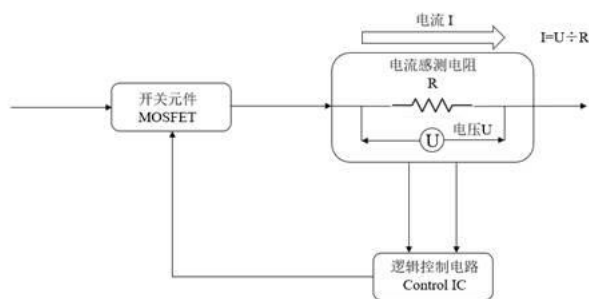 电流 I
I=U÷R
电流感测电阻
R
开关元件
MOSFET
U
电压U
逻辑控制电路
Control IC